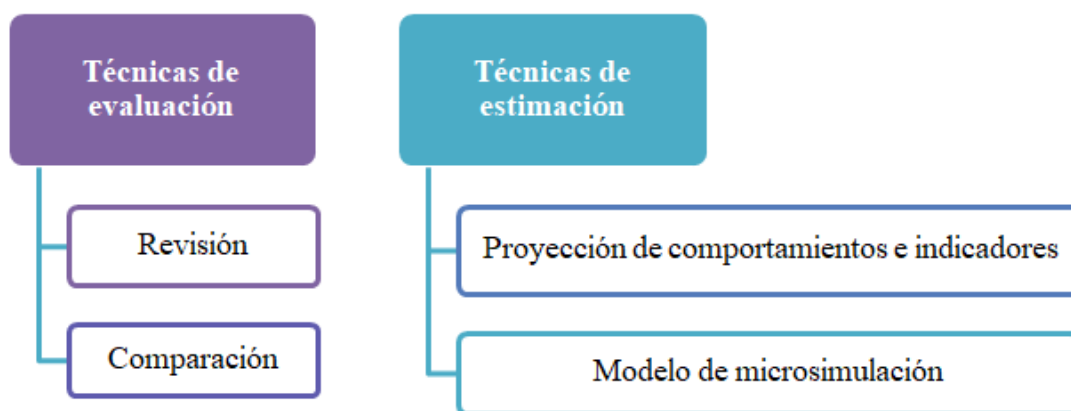 Técnicas de
evaluación
Revisión
Comparación
Técnicas de
estimación
Proyección de comportamientos e indicadores
Modelo de microsimulación